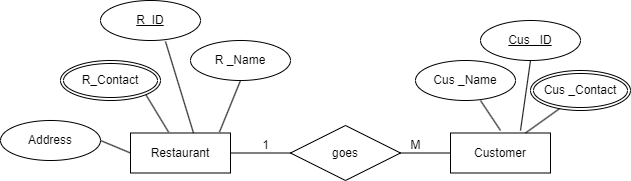 R_ID
Cus _ID
R _Name
R_Contact
Cus _Name
Cus _Contact
Address
Restaurant
1
goes
M
Customer